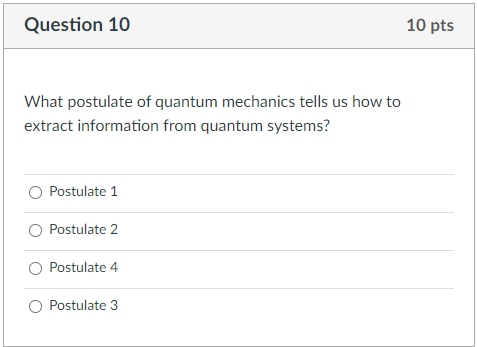 Question 10
10 pts
What postulate of quantum mechanics tells us how to
extract information from quantum systems?
Postulate 1
Postulate 2
Postulate 4
Postulate 3